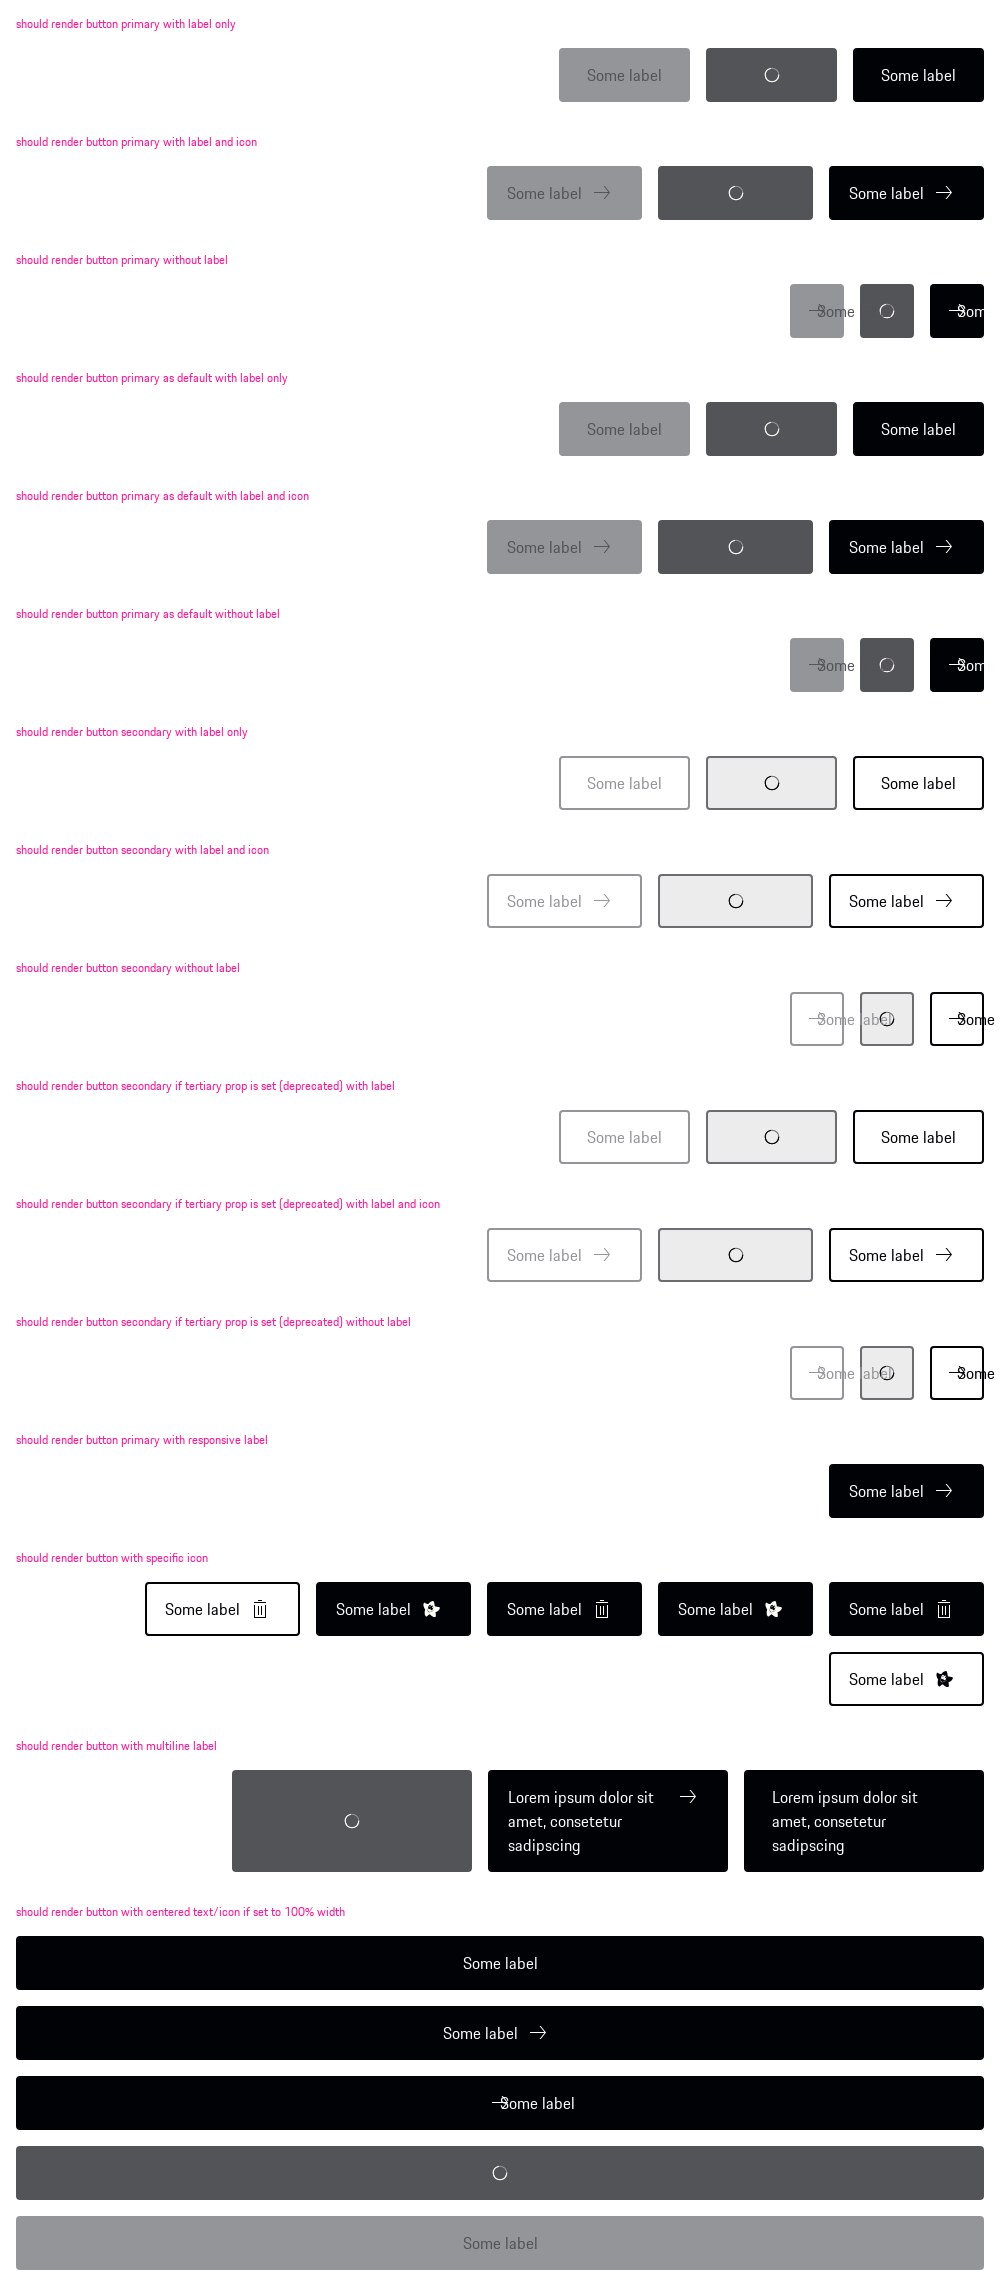 should render button primary with label only
Some label Some label
should render button primary with label and icon
Some label Some label
should render button primary without label
Some Som
should render button primary as default with label only
Some label Some label
should render button primary as default with label and icon
Some label Some label
should render button primary as default without label
Some Som
should render button secondary with label only
Some label Some label
should render button secondary with label and icon
Some label Some label
should render button secondary without label
Some label Some
should render button secondary if tertiary prop is set (deprecated) with label
Some label Some label
should render button secondary if tertiary prop is set (deprecated) with label and icon
Some label Some label
should render button secondary if tertiary prop is set (deprecated) without label
Some label Some
should render button primary with responsive label
Some label
should render button with specific icon
Some label Some label Some label Some label Some label
Some label
should render button with multiline label
Lorem ipsum dolor sit
amet, consetetur
sadipscing
Lorem ipsum dolor sit
amet, consetetur
sadipscing
should render button with centered text/icon if set to 100% width
Some label
Some label
Some label
Some label